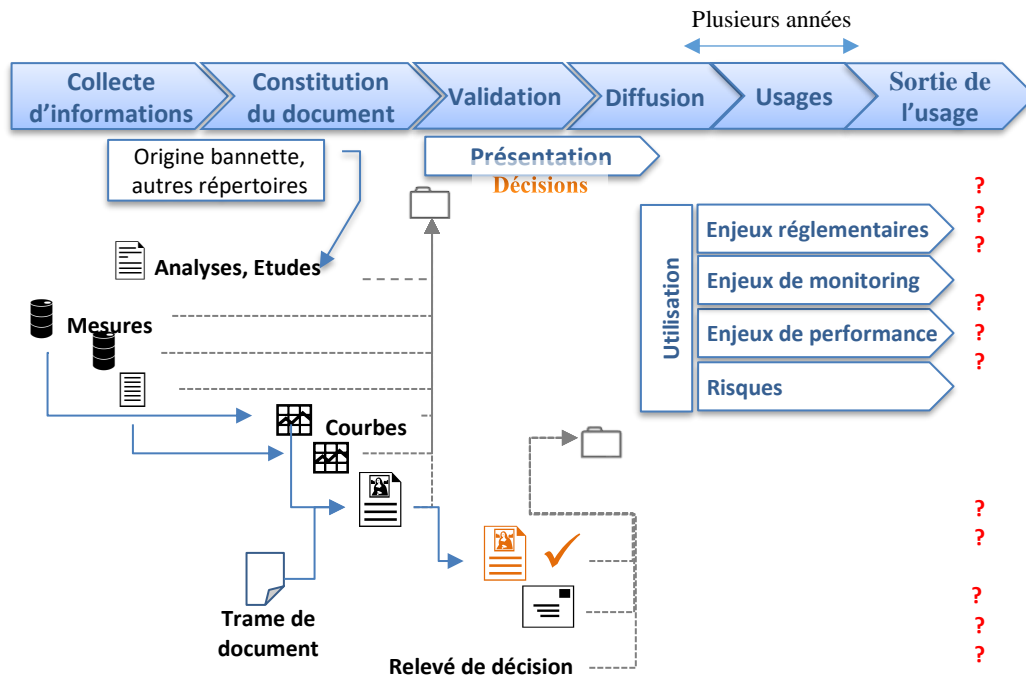 Plusieurs années
Collecte
d'informations
Constitution
du document
Validation
Diffusion
Usages
Sortie de
l'usage
Origine bannette,
autres répertoires
Présentation
Décisions
?
?
?
Utilisation
Enjeux réglementaires
Enjeux de monitoring
Enjeux de performance
Risques
Analyses, Etudes
Mesures
?
?
?
Courbes
?
?
Trame de
document
Relevé de décision
?
?
?